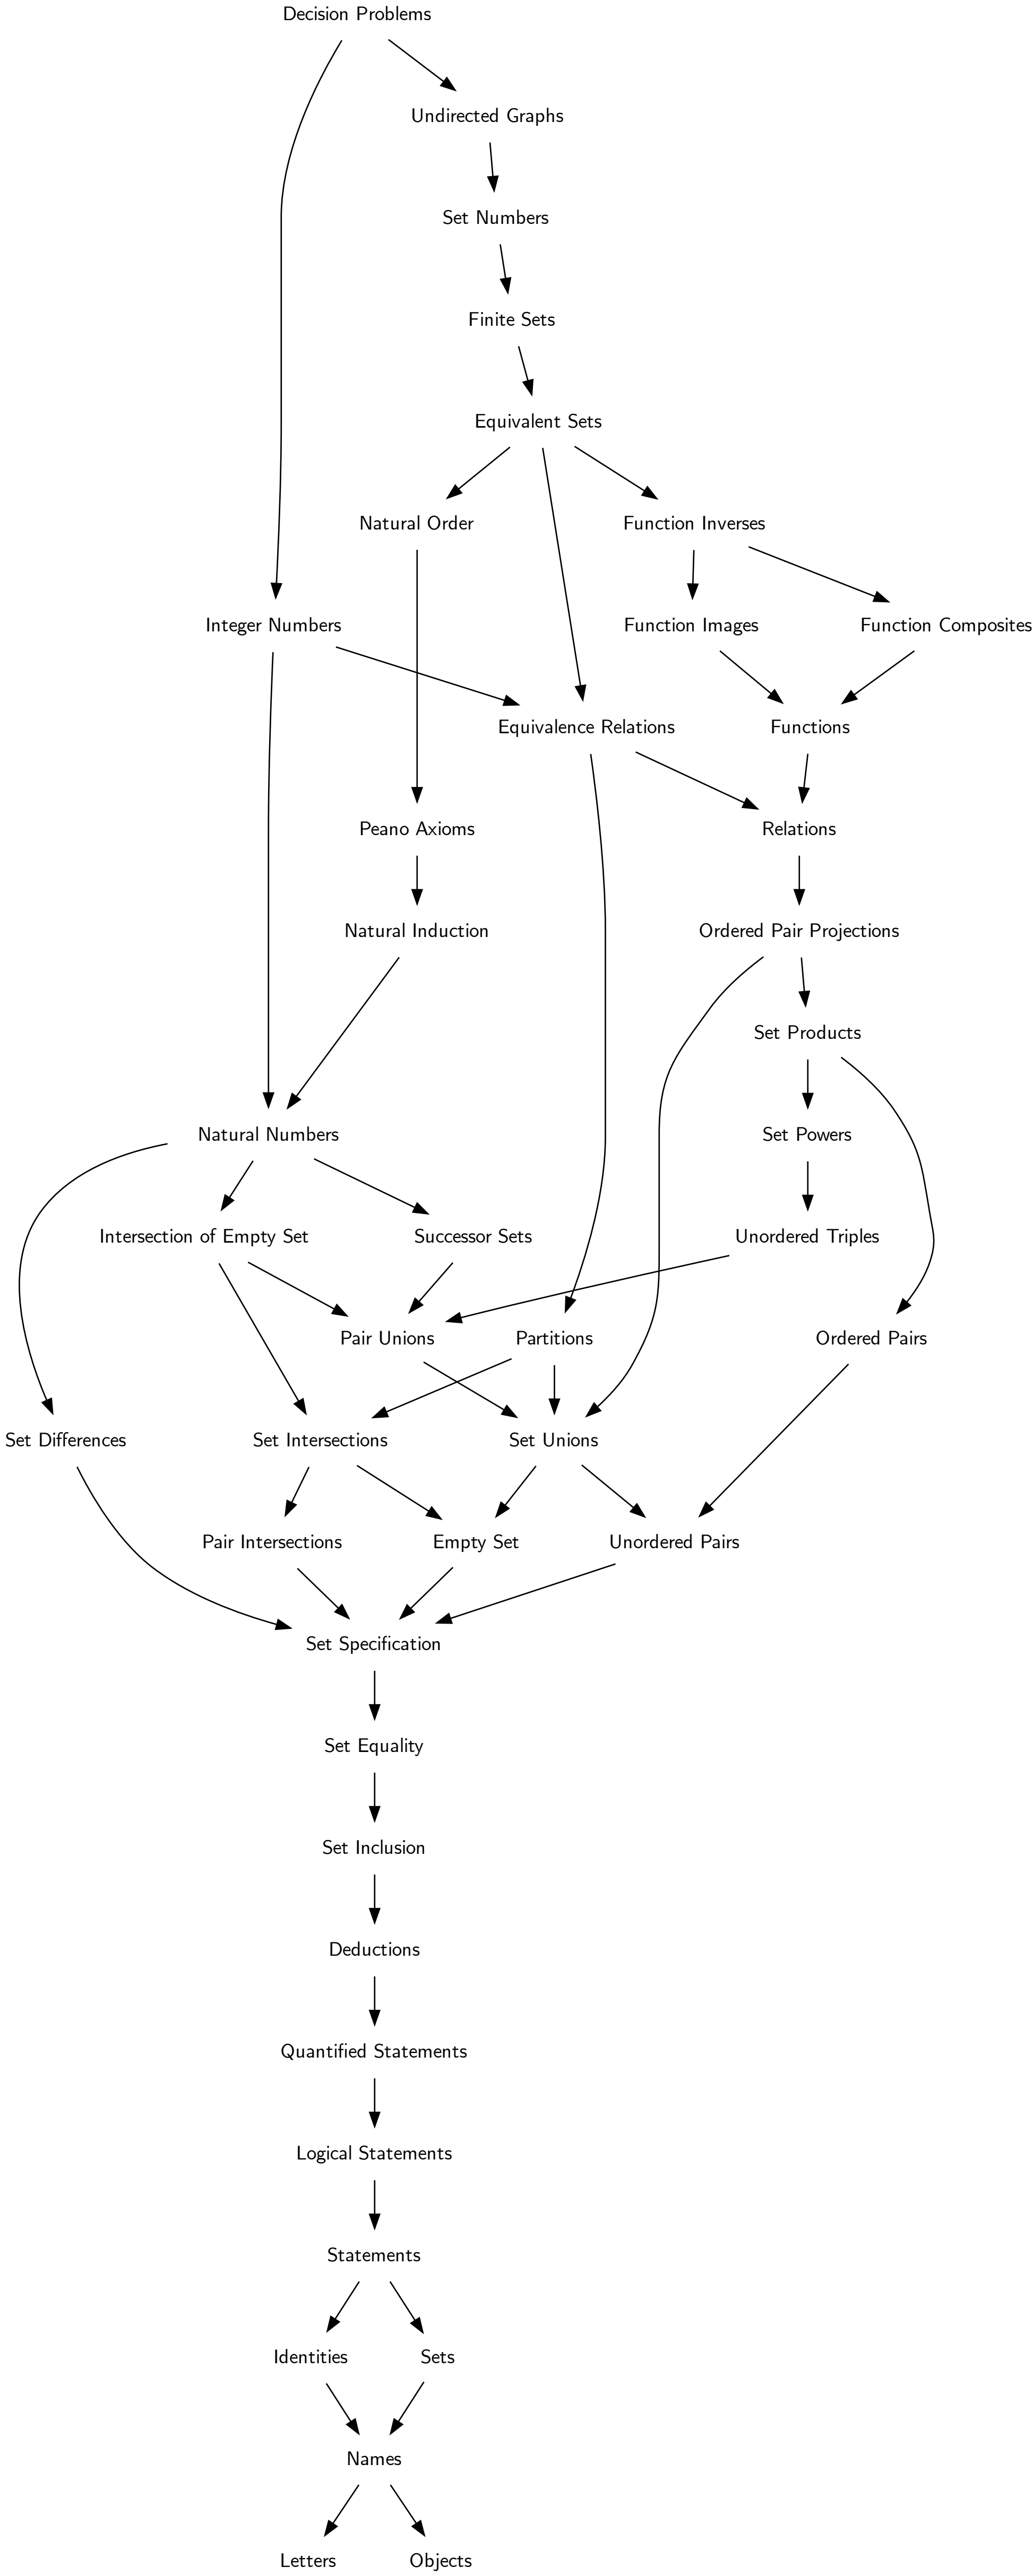 Decision Problems
Undirected Graphs
Set Numbers
Finite Sets
Equivalent Sets
Natural Order
Function Inverses
Integer Numbers
Function Images
Function Composites
Equivalence Relations
Functions
Peano Axioms
Relations
Natural Induction
Ordered Pair Projections
Set Products
Natural Numbers
Set Powers
Intersection of Empty Set
Successor Sets
Unordered Triples
Pair Unions
Partitions
Ordered Pairs
Set Differences
Set Intersections
Set Unions
Pair Intersections
Empty Set
Unordered Pairs
Set Specification
Set Equality
Set Inclusion
Deductions
Quantified Statements
Logical Statements
Statements
Identities
Sets
Names
Letters
Objects